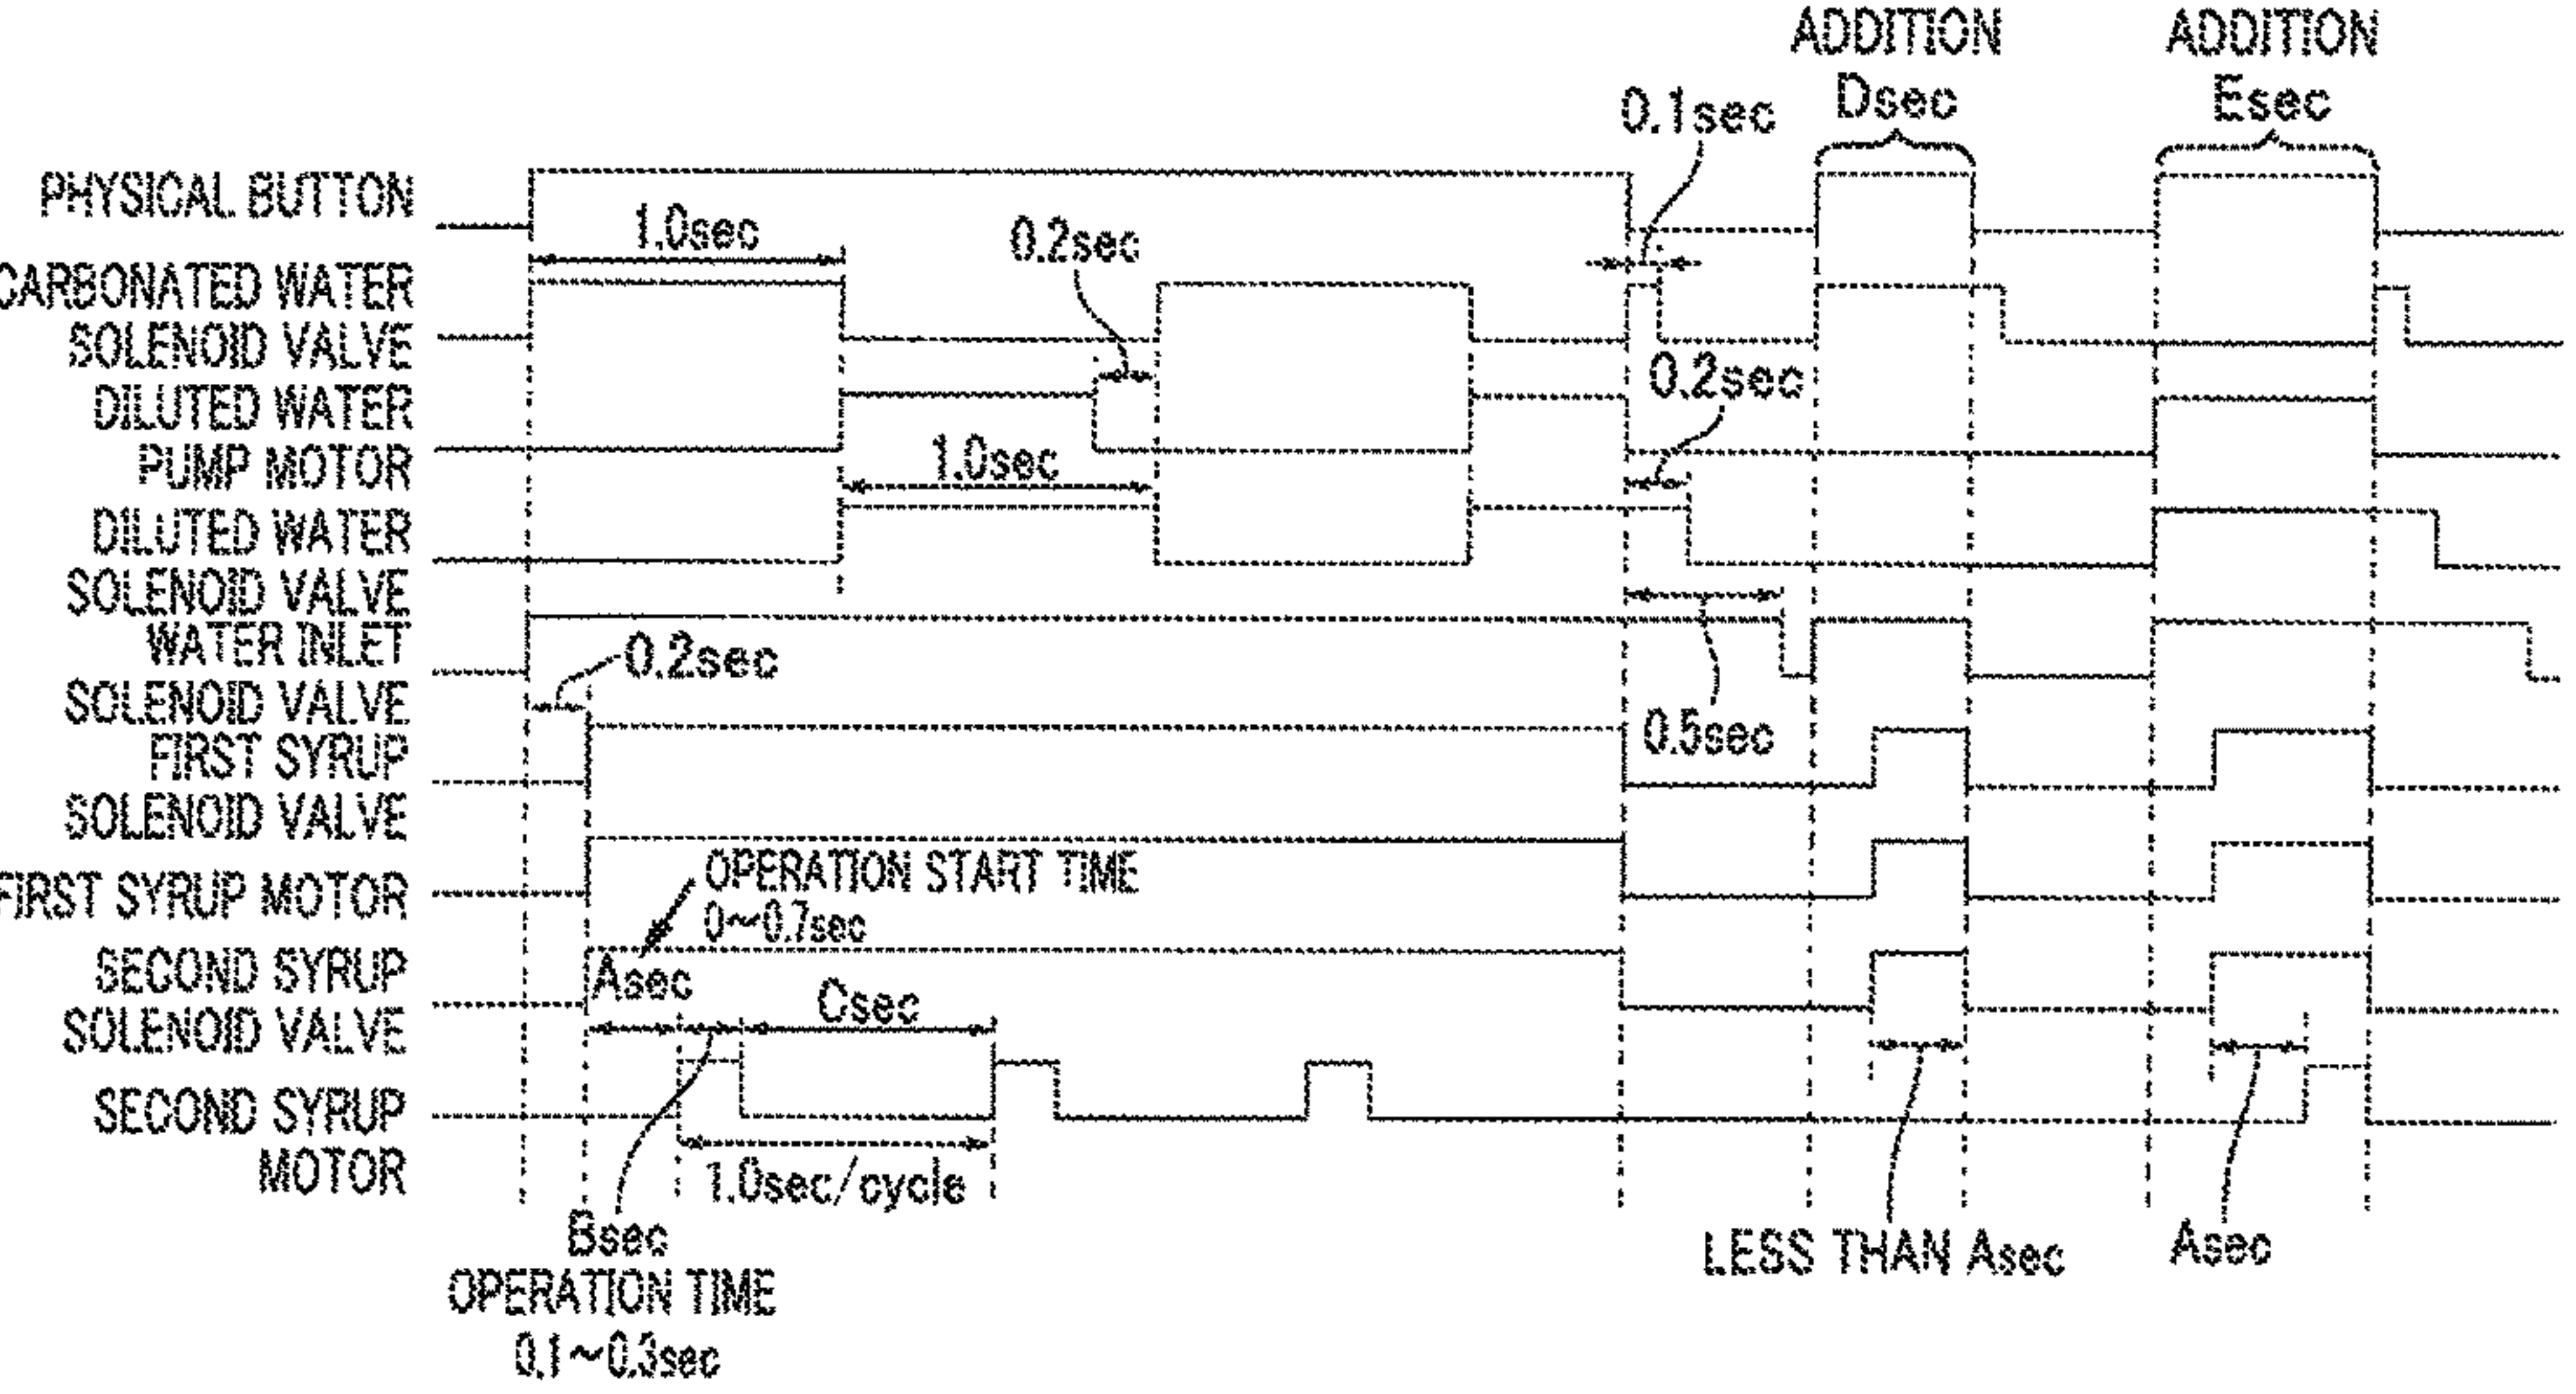 ADDITION
Dsec
ADDITION
Esec
0.1sec
PHYSICAL BUTTON
1.0sec
0.2sec
CARBONATED WATER
SOLENOID VALVE
0.2sec
DILUTED WATER
PUMP MOTOR
1.0sec
DILUTED WATER
SOLENOID VALVE
WATER INLET
SOLENOID VALVE
0.2sec
0.5sec
FIRST SYRUP
SOLENOID VALVE
FIRST SYRUP MOTOR
OPERATION START TIME
0~0.7sec
SECOND SYRUP
SOLENOID VALVE
Asec
Csec
SECOND SYRUP
MOTOR
1.0sec/cycle
Bsec
OPERATION TIME
0.1~0.3sec
LESS THAN Asec
Asec